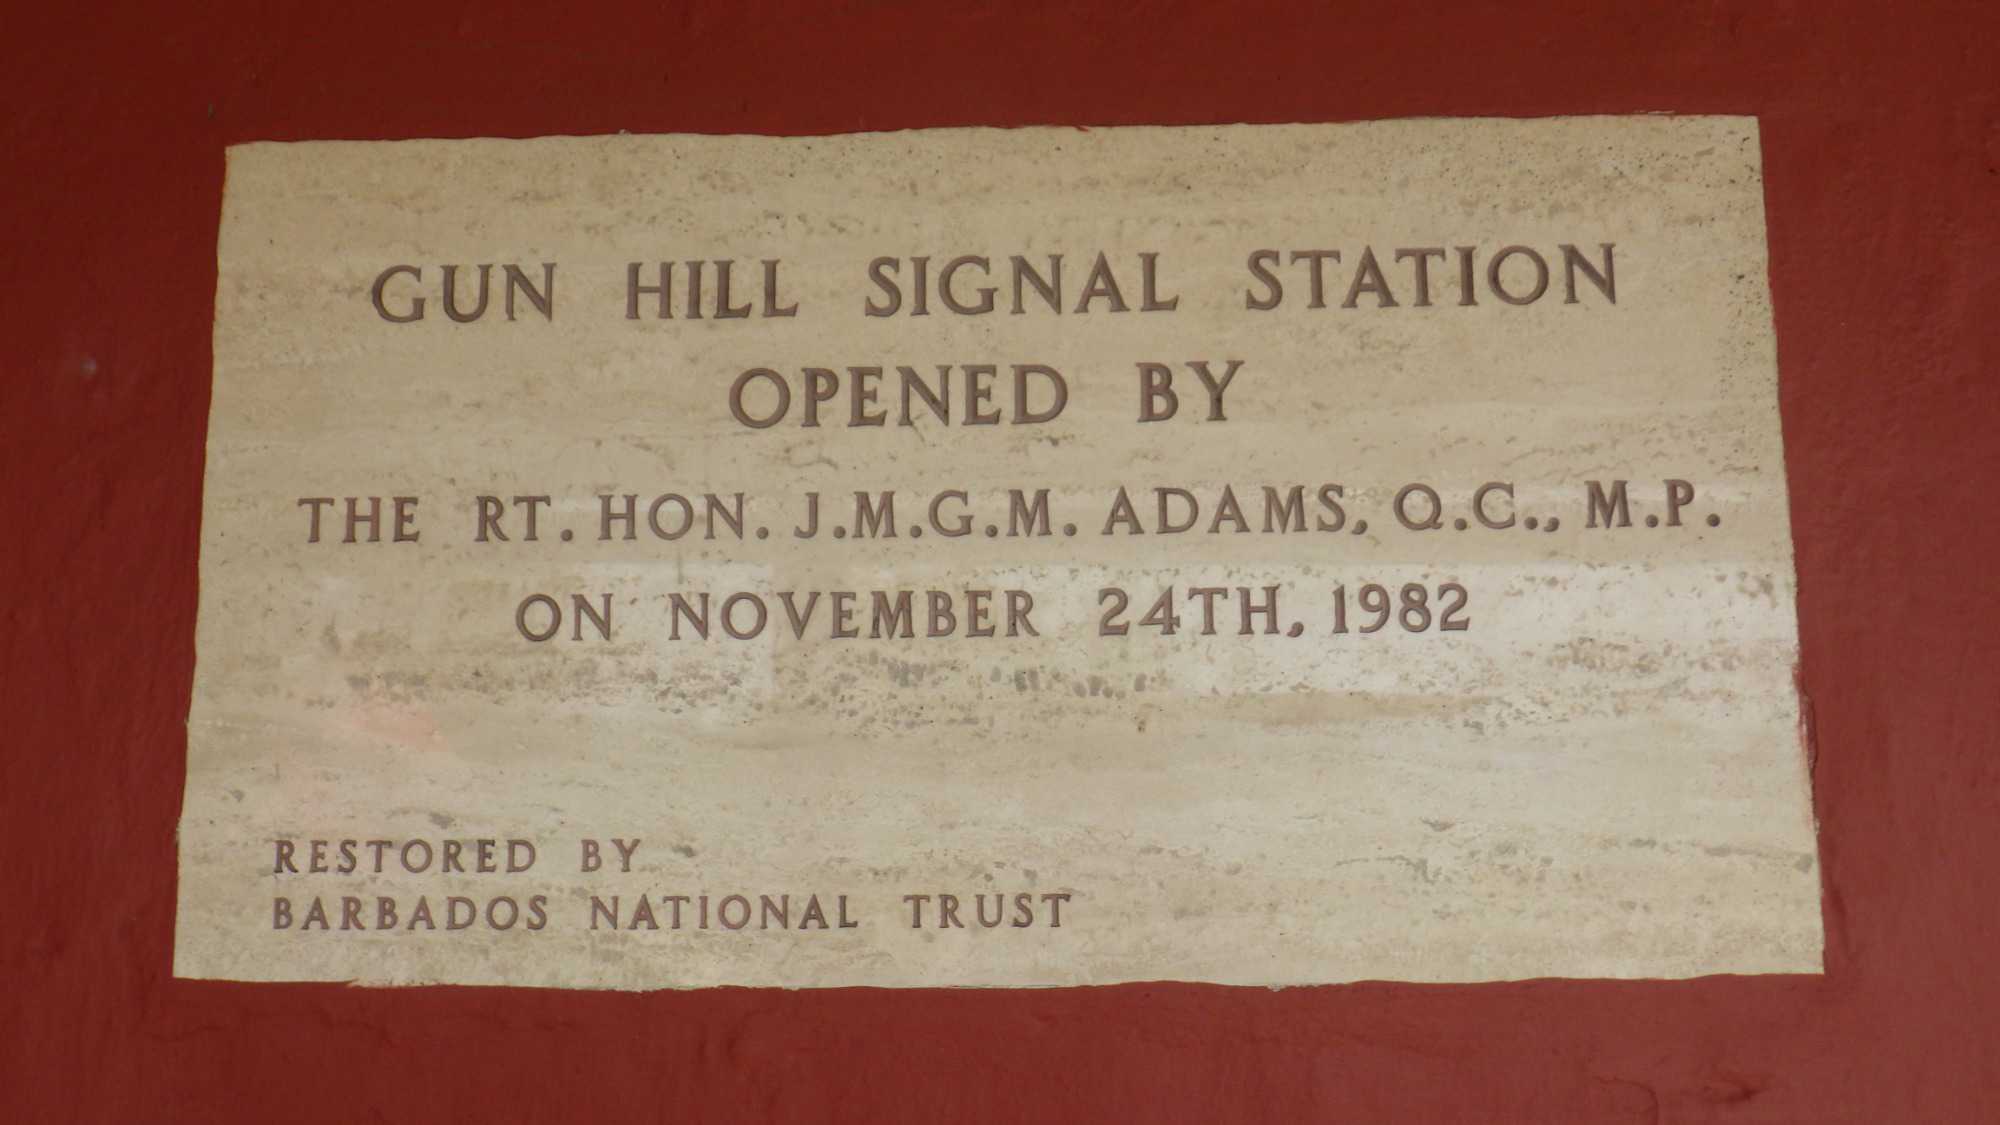 GUN HILL SIGNAL STATION
OPENED BY
THE RT. HON. J.M.G.M. ADAMS, Q.C., M.P.
ON NOVEMBER 24TH, 1982
RESTORED BY
BARBADOS NATIONAL TRUST